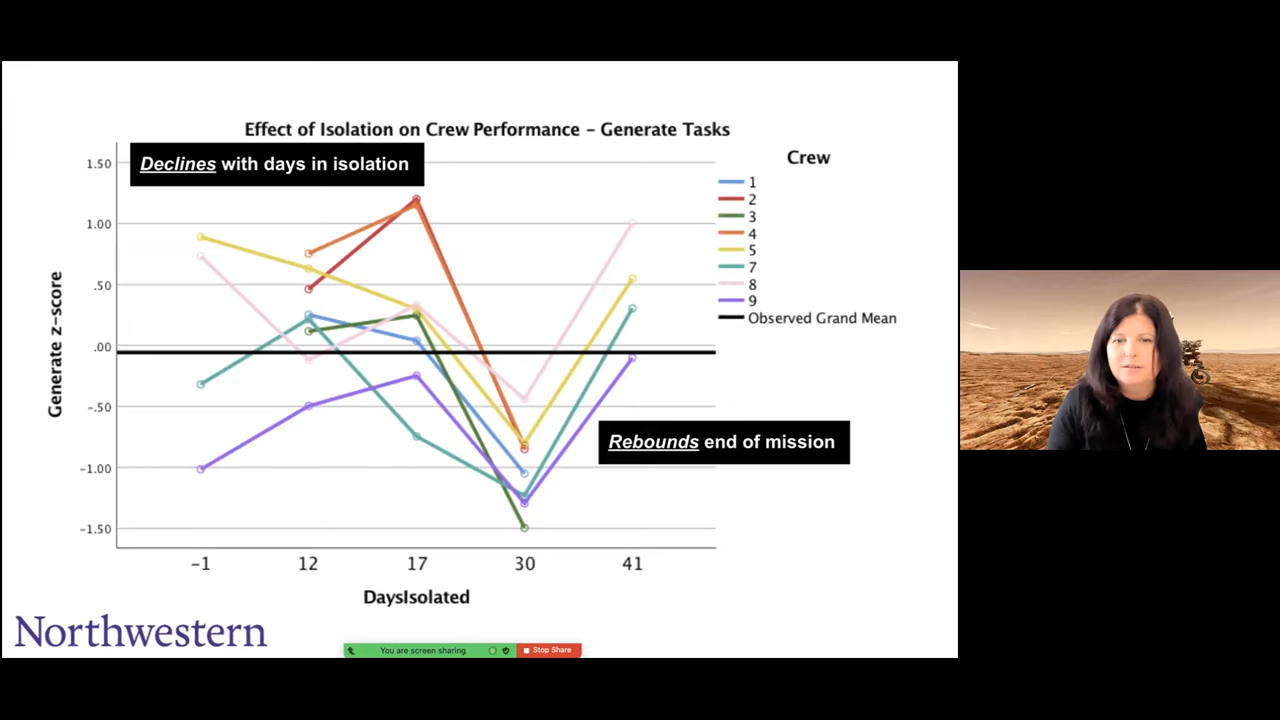 Effect of Isolation on Crew Performance – Generate Tasks
Declines with days in isolation
Crew
1
2
3
4
5
7
8
9
Observed Grand Mean
Generate z-score
1.50
1.00
.50
.00
-.50
-1.00
-1.50
Rebounds end of mission
-1
12
17
30
41
DaysIsolated
Northwestern
You are screen sharing
Stop Share